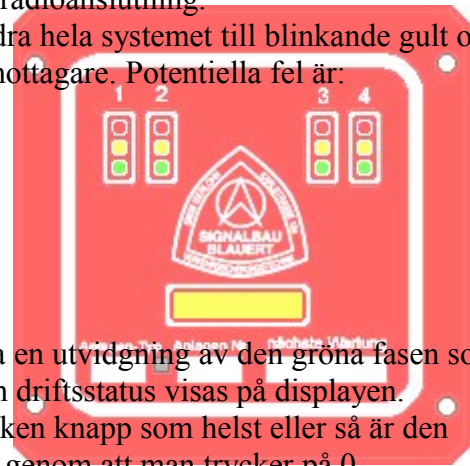 radioanslutning.
dra hela systemet till blinkande gult o
mottagare. Potentiella fel är:
1 2 3 4
SIGNALBAU
BLAUERT
Anlagen-Typ Anlagen Nr nächste Wartung
a en utvidgning av den gröna fasen so
n driftsstatus visas på displayen.
ken knapp som helst eller så är den
genom att man trycker på 0